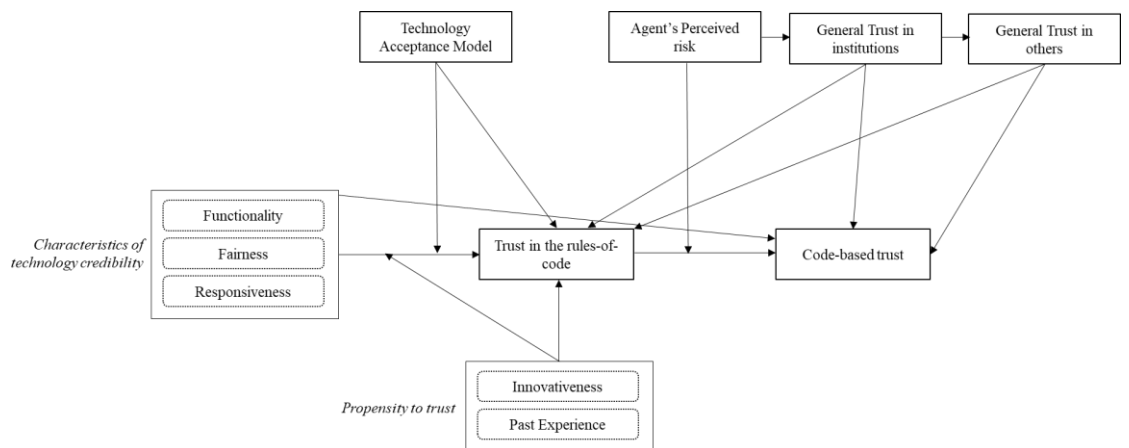 Technology
Acceptance Model
Agent's Perceived
risk
General Trust in
institutions
General Trust in
others
Characteristics of
technology credibility
Functionality
Fairness
Responsiveness
Trust in the rules-of-
code
Code-based trust
Propensity to trust
Innovativeness
Past Experience